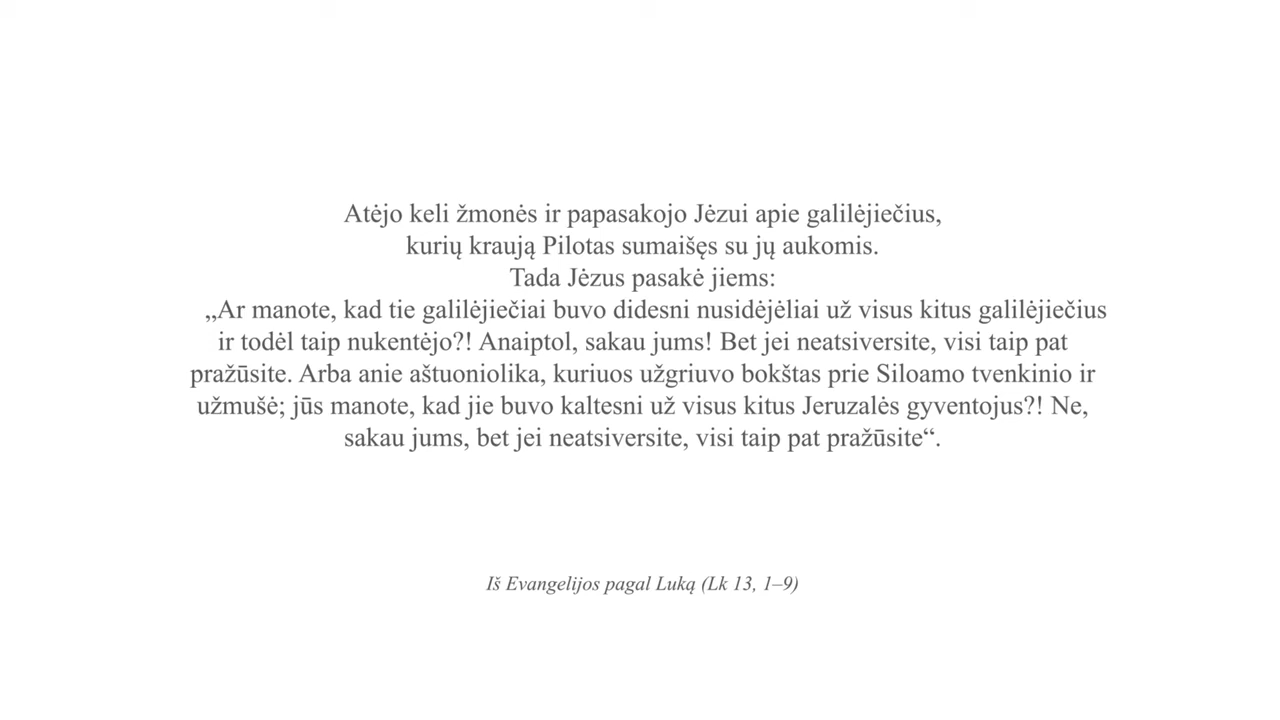 Atėjo keli žmonės ir papasakojo Jėzui apie galilėjiečius,
kurių kraują Pilotas sumaišęs su jų aukomis.
Tada Jėzus pasakė jiems:
„Ar manote, kad tie galilėjiečiai buvo didesni nusidėjėliai už visus kitus galilėjiečius
ir todėl taip nukentėjo?! Anaiptol, sakau jums! Bet jei neatsiversite, visi taip pat
pražūsite. Arba anie aštuoniolika, kuriuos užgriuvo bokštas prie Siloamo tvenkinio ir
užmušė; jūs manote, kad jie buvo kaltesni už visus kitus Jeruzalės gyventojus?! Ne,
sakau jums, bet jei neatsiversite, visi taip pat pražūsite“.
Iš Evangelijos pagal Luką (Lk 13, 1–9)